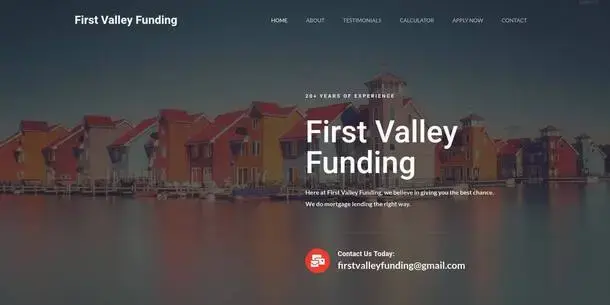 First Valley Funding
HOME ABOUT TESTIMONIALS CALCULATOR APPLY NOW CONTACT
20+ YEARS OF EXPERIENCE
First Valley
Funding
Here at First Valley Funding, we believe in giving you the best chance.
We do mortgage lending the right way.
Contact Us Today:
firstvalleyfunding@gmail.com